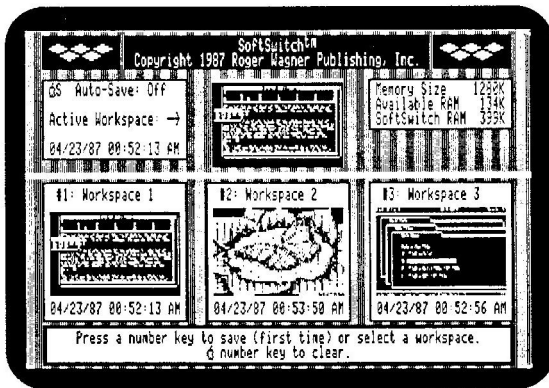 SoftSwitch™
Copyright 1987 Roger Wagner Publishing, Inc.
S Auto-Save: Off
Active Workspace: →
04/23/87 00:52:13 AM
Memory Size 1280K
Available RAM 134K
SoftSwitch RAM 399K
#1: Workspace 1
#2: Workspace 2
#3: Workspace 3
04/23/87 00:52:13 AM
04/23/87 00:53:50 AM
04/23/87 00:52:56 AM
Press a number key to save (first time) or select a workspace.
number key to clear.